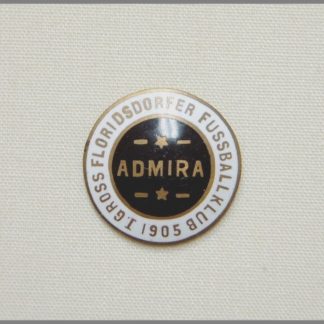 I. GROSS FLORIDSDORFER FUSSBALLKLUB
ADMIRA
1905